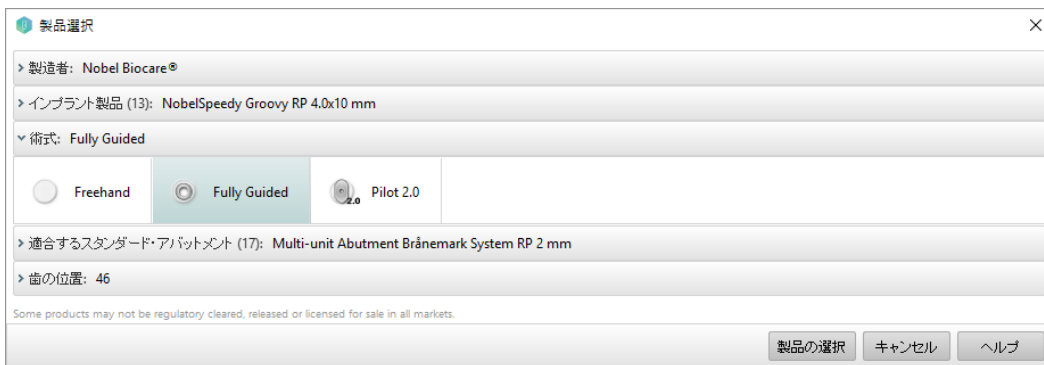 製品選択
製造者: Nobel Biocare®
インプラント製品 (13): NobelSpeedy Groovy RP 4.0x10 mm
術式: Fully Guided
Freehand Fully Guided 2.0 Pilot 2.0
適合するスタンダード・アバットメント (17): Multi-unit Abutment Brånemark System RP 2 mm
歯の位置: 46
Some products may not be regulatory cleared, released or licensed for sale in all markets.
製品の選択 キャンセル ヘルプ